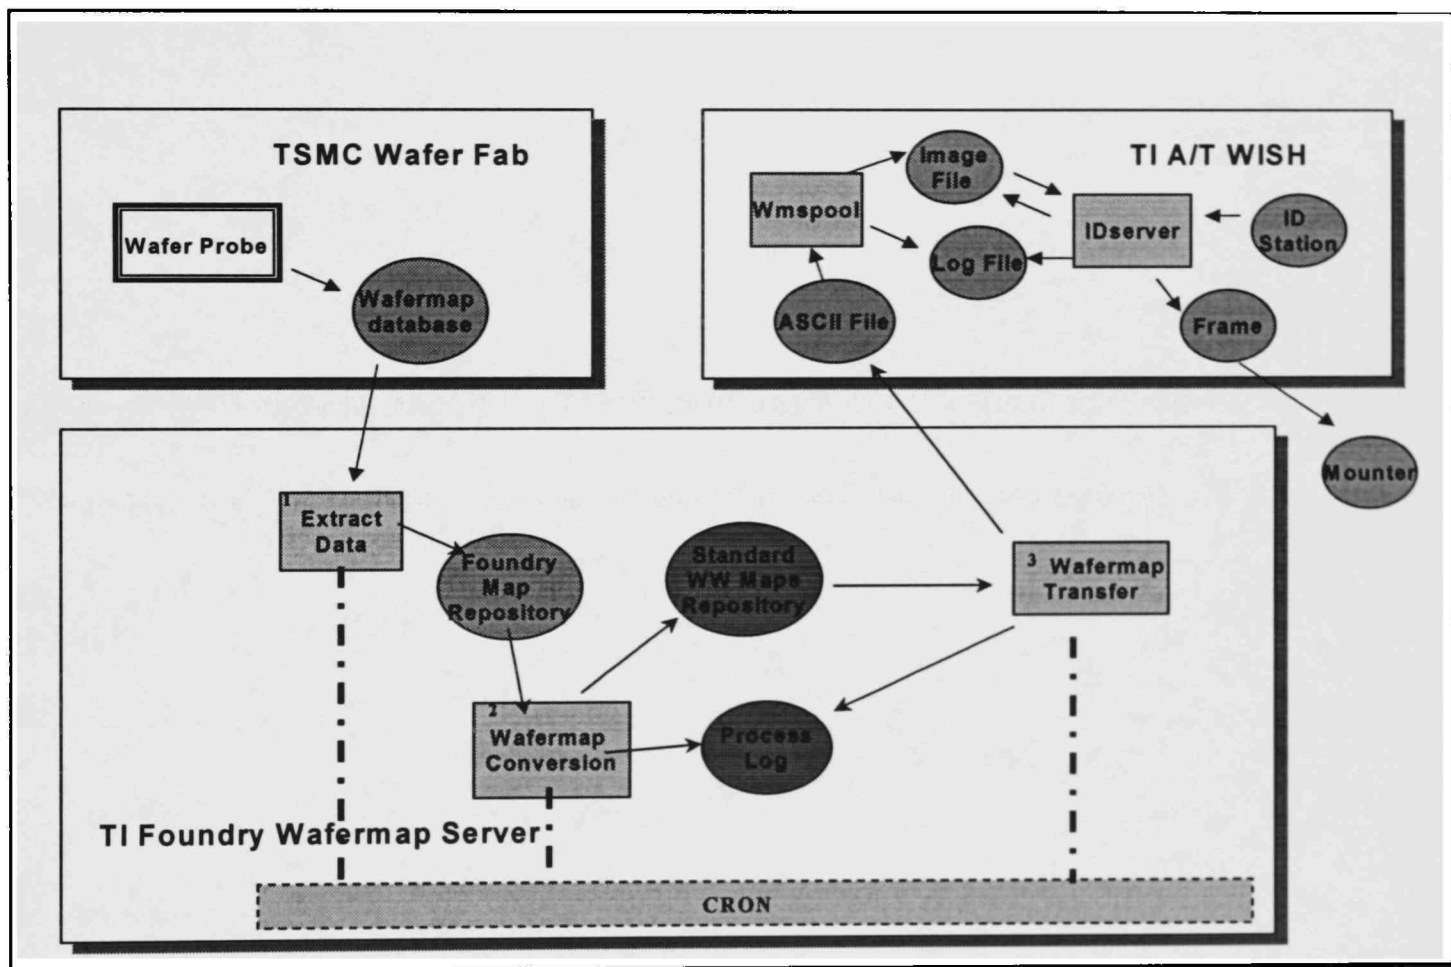 TSMC Wafer Fab
Wafer Probe
Wafermap
database
TI A/T WISH
Image
File
Wmspool
IDserver
ID
Station
Log File
ASCII File
Frame
Mounter
1
Extract
Data
Foundry
Map
Repository
Standard
WW Maps
Repository
3 Wafermap
Transfer
2
Wafermap
Conversion
Process
Log
TI Foundry Wafermap Server
CRON